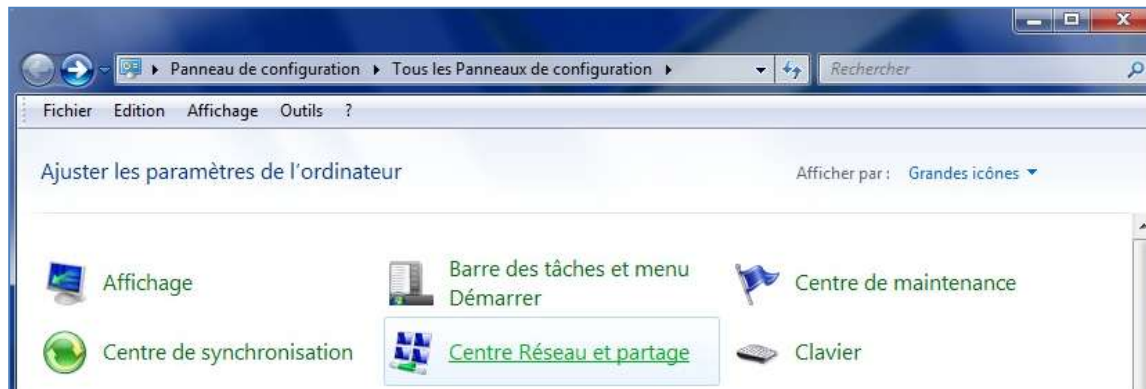 Panneau de configuration Tous les Panneaux de configuration Rechercher
Fichier Edition Affichage Outils ?
Ajuster les paramètres de l'ordinateur
Afficher par : Grandes icônes
Affichage
Barre des tâches et menu
Démarrer
Centre de maintenance
Centre de synchronisation
Centre Réseau et partage
Clavier